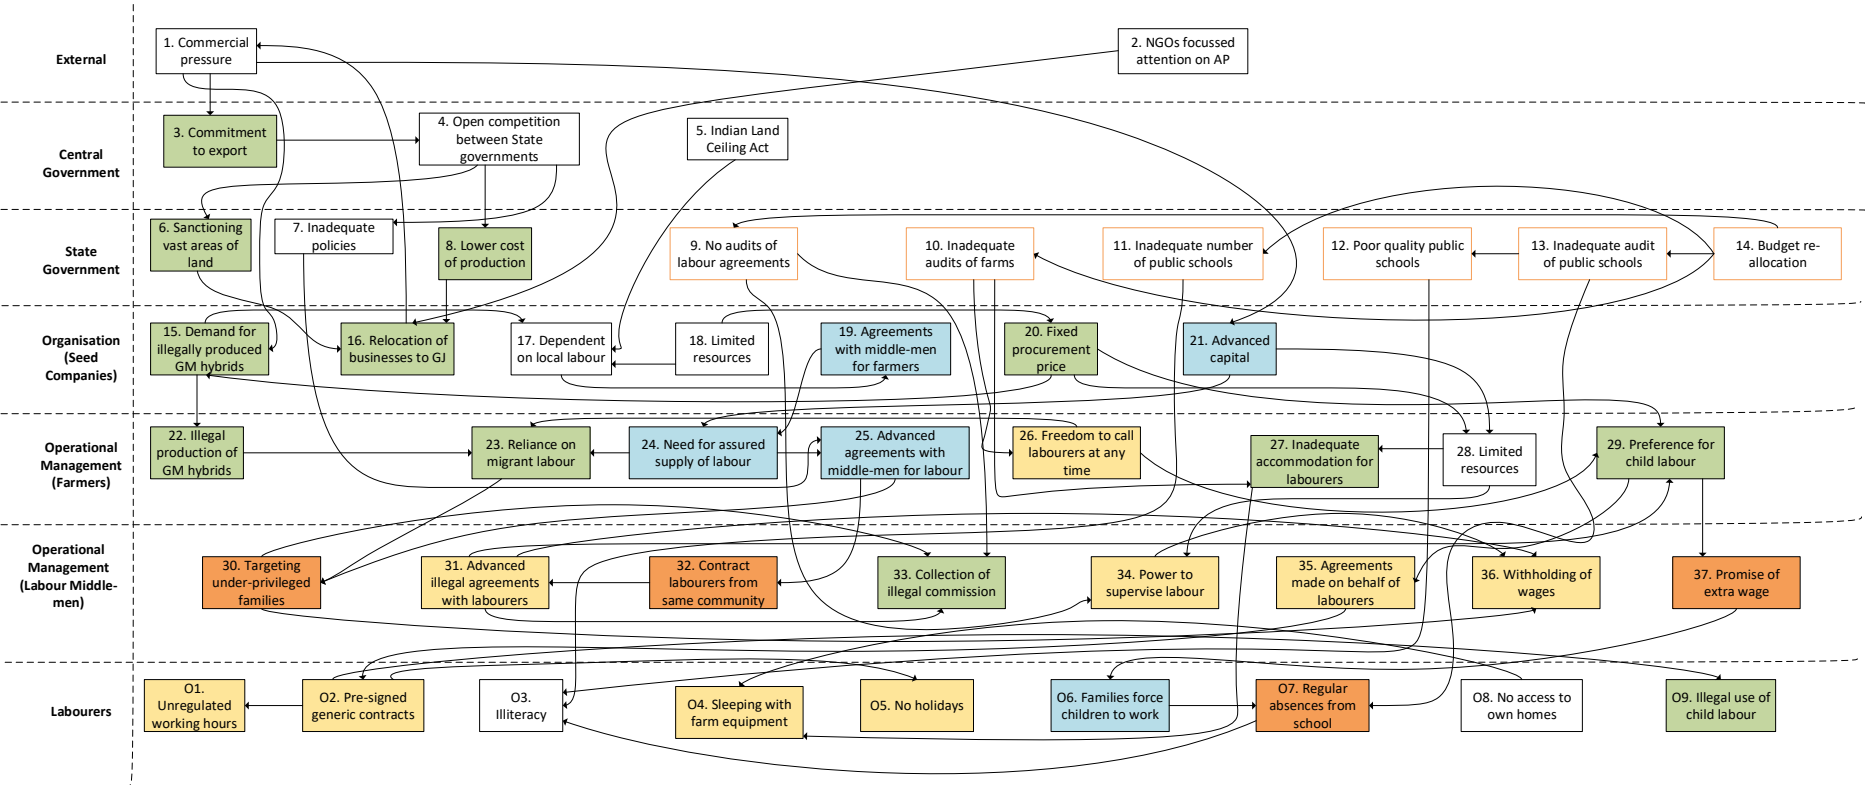 External
1. Commercial
pressure
2. NGOs focussed
attention on AP
Central
Government
3. Commitment
to export
4. Open competition
between State
governments
5. Indian Land
Ceiling Act
State
Government
6. Sanctioning
vast areas of
land
7. Inadequate
policies
8. Lower cost
of production
9. No audits of
labour agreements
10. Inadequate
audits of farms
11. Inadequate number
of public schools
12. Poor quality public
schools
13. Inadequate audit
of public schools
14. Budget re-
allocation
Organisation
(Seed
Companies)
15. Demand for
illegally produced
GM hybrids
16. Relocation of
businesses to GJ
17. Dependent
on local labour
18. Limited
resources
19. Agreements
with middle-men
for farmers
20. Fixed
procurement
price
21. Advanced
capital
Operational
Management
(Farmers)
22. Illegal
production of
GM hybrids
23. Reliance on
migrant labour
24. Need for assured
supply of labour
25. Advanced
agreements with
middle-men for labour
26. Freedom to call
labourers at any
time
27. Inadequate
accommodation for
labourers
28. Limited
resources
29. Preference for
child labour
Operational
Management
(Labour Middle-
men)
30. Targeting
under-privileged
families
31. Advanced
illegal agreements
with labourers
32. Contract
labourers from
same community
33. Collection of
illegal commission
34. Power to
supervise labour
35. Agreements
made on behalf of
labourers
36. Withholding of
wages
37. Promise of
extra wage
Labourers
O1.
Unregulated
working hours
O2. Pre-signed
generic contracts
O3.
Illiteracy
O4. Sleeping with
farm equipment
O5. No holidays
O6. Families force
children to work
O7. Regular
absences from
school
O8. No access to
own homes
O9. Illegal use of
child labour